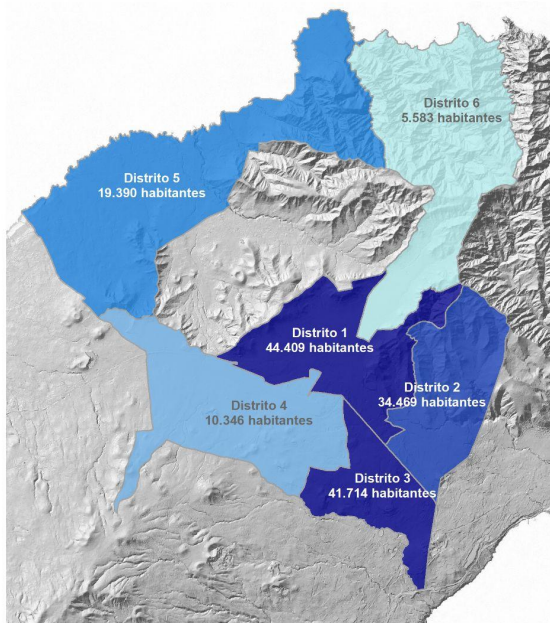 Distrito 6
5.583 habitantes
Distrito 5
19.390 habitantes
Distrito 1
44.409 habitantes
Distrito 2
34.469 habitantes
Distrito 4
10.346 habitantes
Distrito 3
41.714 habitantes